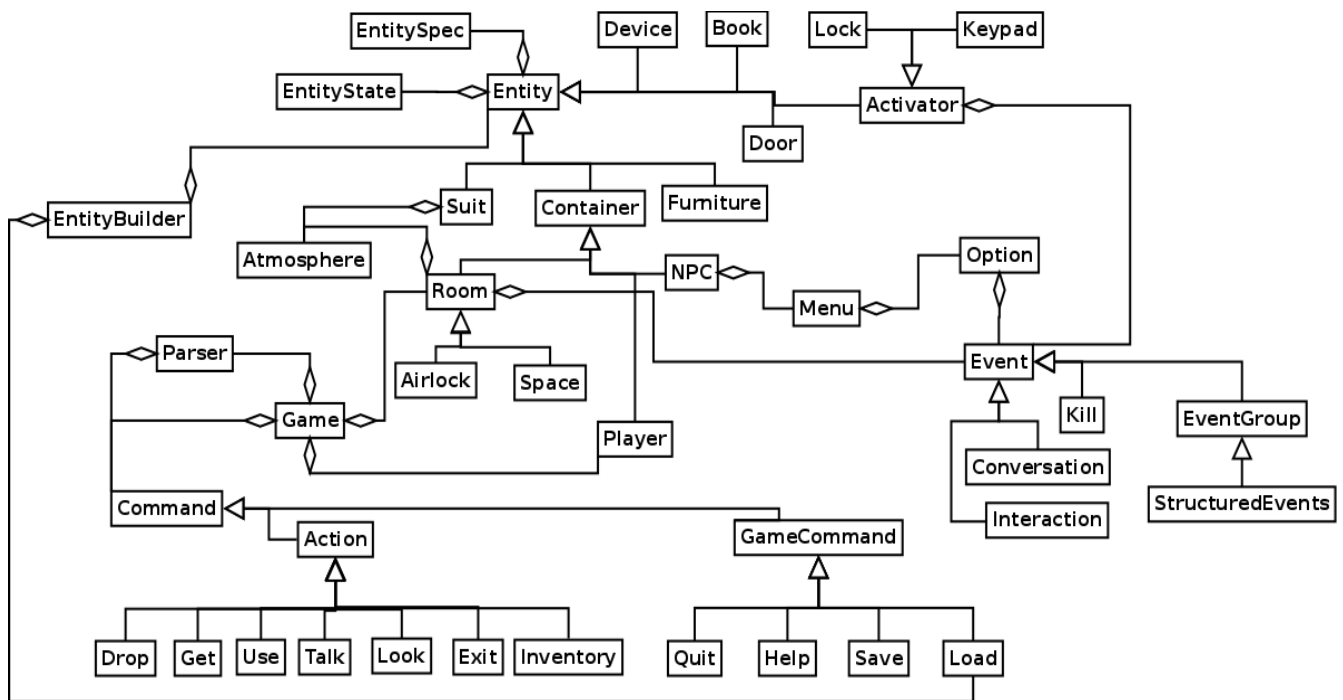 EntitySpec
Device
Book
Lock
Keypad
EntityState
Entity
Activator
Door
EntityBuilder
Suit
Container
Furniture
Atmosphere
Room
NPC
Option
Menu
Parser
Airlock
Space
Event
Game
Player
Kill
EventGroup
Conversation
Command
StructuredEvents
Action
GameCommand
Interaction
Drop
Get
Use
Talk
Look
Exit
Inventory
Quit
Help
Save
Load